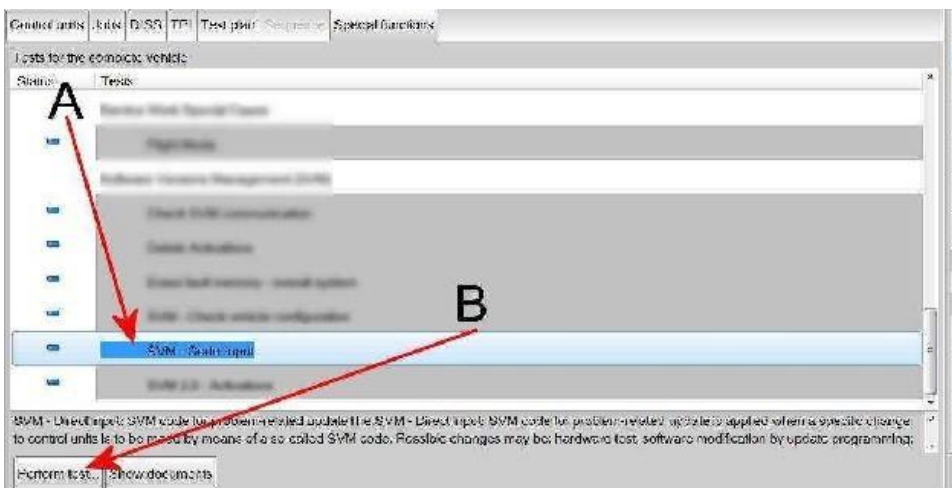 Control units Jobs DISS TPI Test plan Sequence Special functions
Tests for the complete vehicle
Status Tests
A
Service Work Special Cause
Flight Mode
Software Versions Management (SVM)
Check SVM communication
Delete Activations
Erase fault memory - overall system
SVM - Check vehicle configuration
B
SVM - Code input
SVM 2.0 - Activations
SVM - Direct input: SVM code for problem-related update The SVM - Direct input: SVM code for problem-related update is applied when a specific change
to control units is to be made by means of a so-called SVM code. Possible changes may be: hardware test, software modification by update programming;
Perform test... Show documents